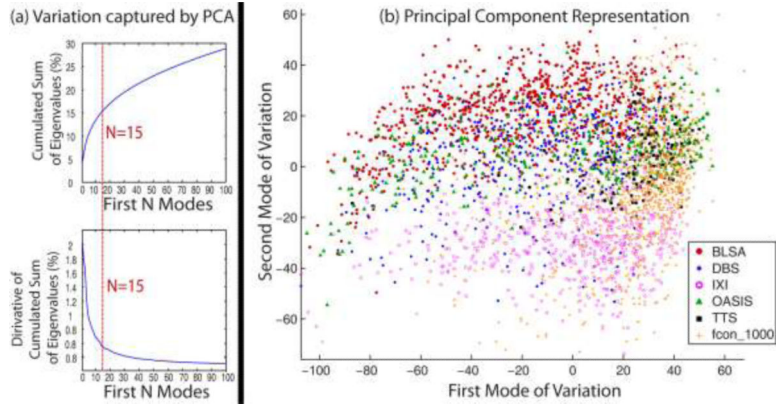 (a) Variation captured by PCA
Cumulated Sum
of Eigenvalues (%)
30
25
20
15
10
5
0
N=15
0 10 20 30 40 50 60 70 80 90 100
First N Modes
Dirivative of
Cumulated Sum
of Eigenvalues (%)
2
1.8
1.6
1.4
1.2
1
0.8
0.8
N=15
0 10 20 30 40 50 60 70 80 90 100
First N Modes
(b) Principal Component Representation
Second Mode of Variation
60
40
20
0
−20
−40
−60
−100 −80 −60 −40 −20 0 20 40 60
First Mode of Variation
BLSA
DBS
IXI
OASIS
TTS
fcon_1000